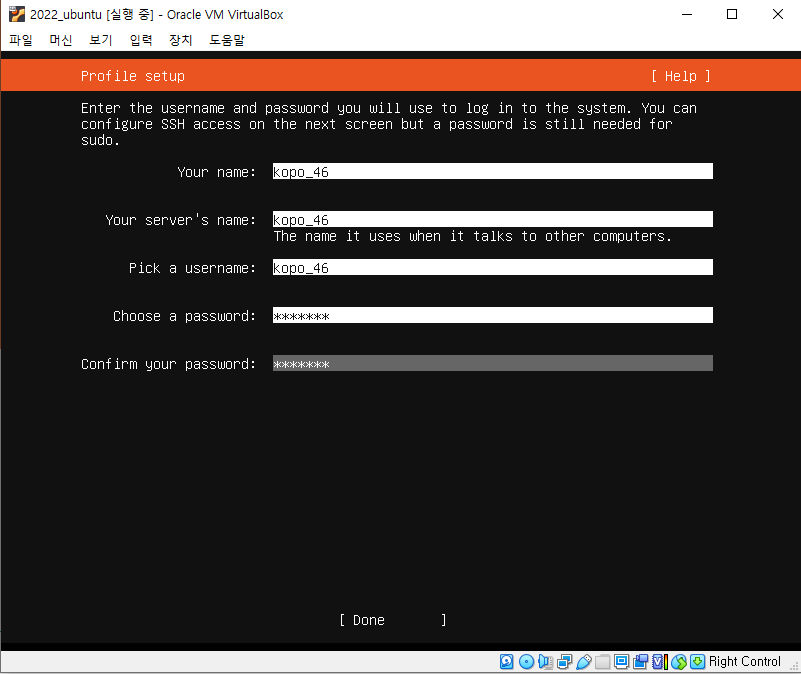 2022_ubuntu [실행 중] - Oracle VM VirtualBox
파일 머신 보기 입력 장치 도움말
Profile setup [ Help ]
Enter the username and password you will use to log in to the system. You can
configure SSH access on the next screen but a password is still needed for
sudo.
Your name: kopo_46
Your server's name: kopo_46
The name it uses when it talks to other computers.
Pick a username: kopo_46
Choose a password: *******
Confirm your password: *******
[ Done ]
Right Control